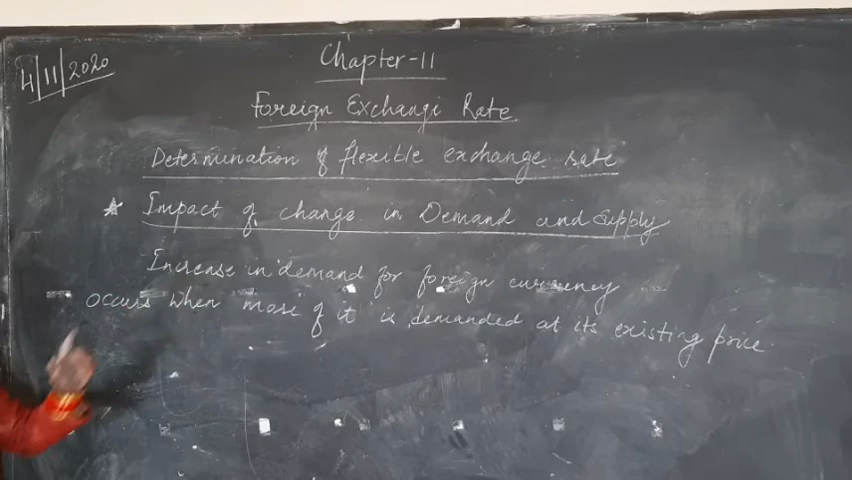 4/11/2020
Chapter-11
Foreign Exchange Rate
Determination of flexible exchange rate
* Impact of change in Demand and Supply
Increase in demand for foreign currency
occurs when more of it is demanded at its existing price